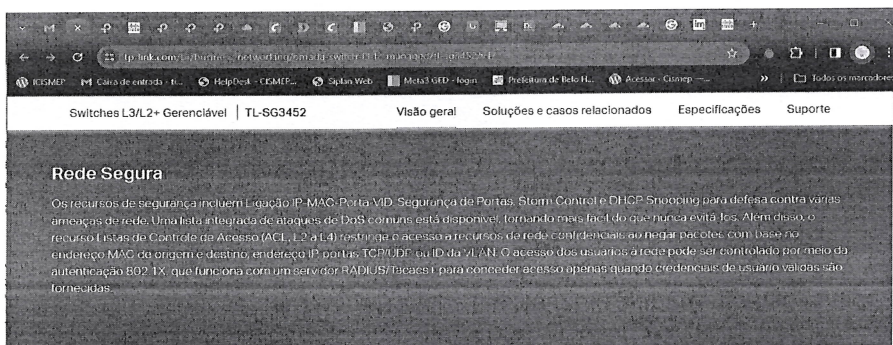 tp-link.com/
ICISMEP Caixa de entrada - ti... HelpDesk - CISMEP... Siplan Web Meta3 GED - login Prefeitura de Belo H... Acessar - Cismep —... » Todos os marcadores
Switches L3/L2+ Gerenciável | TL-SG3452 Visão geral Soluções e casos relacionados Especificações Suporte
Rede Segura
Os recursos de segurança incluem Ligação IP-MAC-Porta-VID, Segurança de Portas, Storm Control e DHCP Snooping para defesa contra várias
ameaças de rede. Uma lista integrada de ataques de DoS comuns está disponível, tornando mais fácil do que nunca evitá-los. Além disso, o
recurso Listas de Controle de Acesso (ACL, L2 a L4) restringe o acesso a recursos de rede confidenciais ao negar pacotes com base no
endereço MAC de origem e destino, endereço IP, portas TCP/UDP ou ID da VLAN. O acesso dos usuários à rede pode ser controlado por meio da
autenticação 802.1X, que funciona com um servidor RADIUS/Tacacs+ para conceder acesso apenas quando credenciais de usuário válidas são
fornecidas.